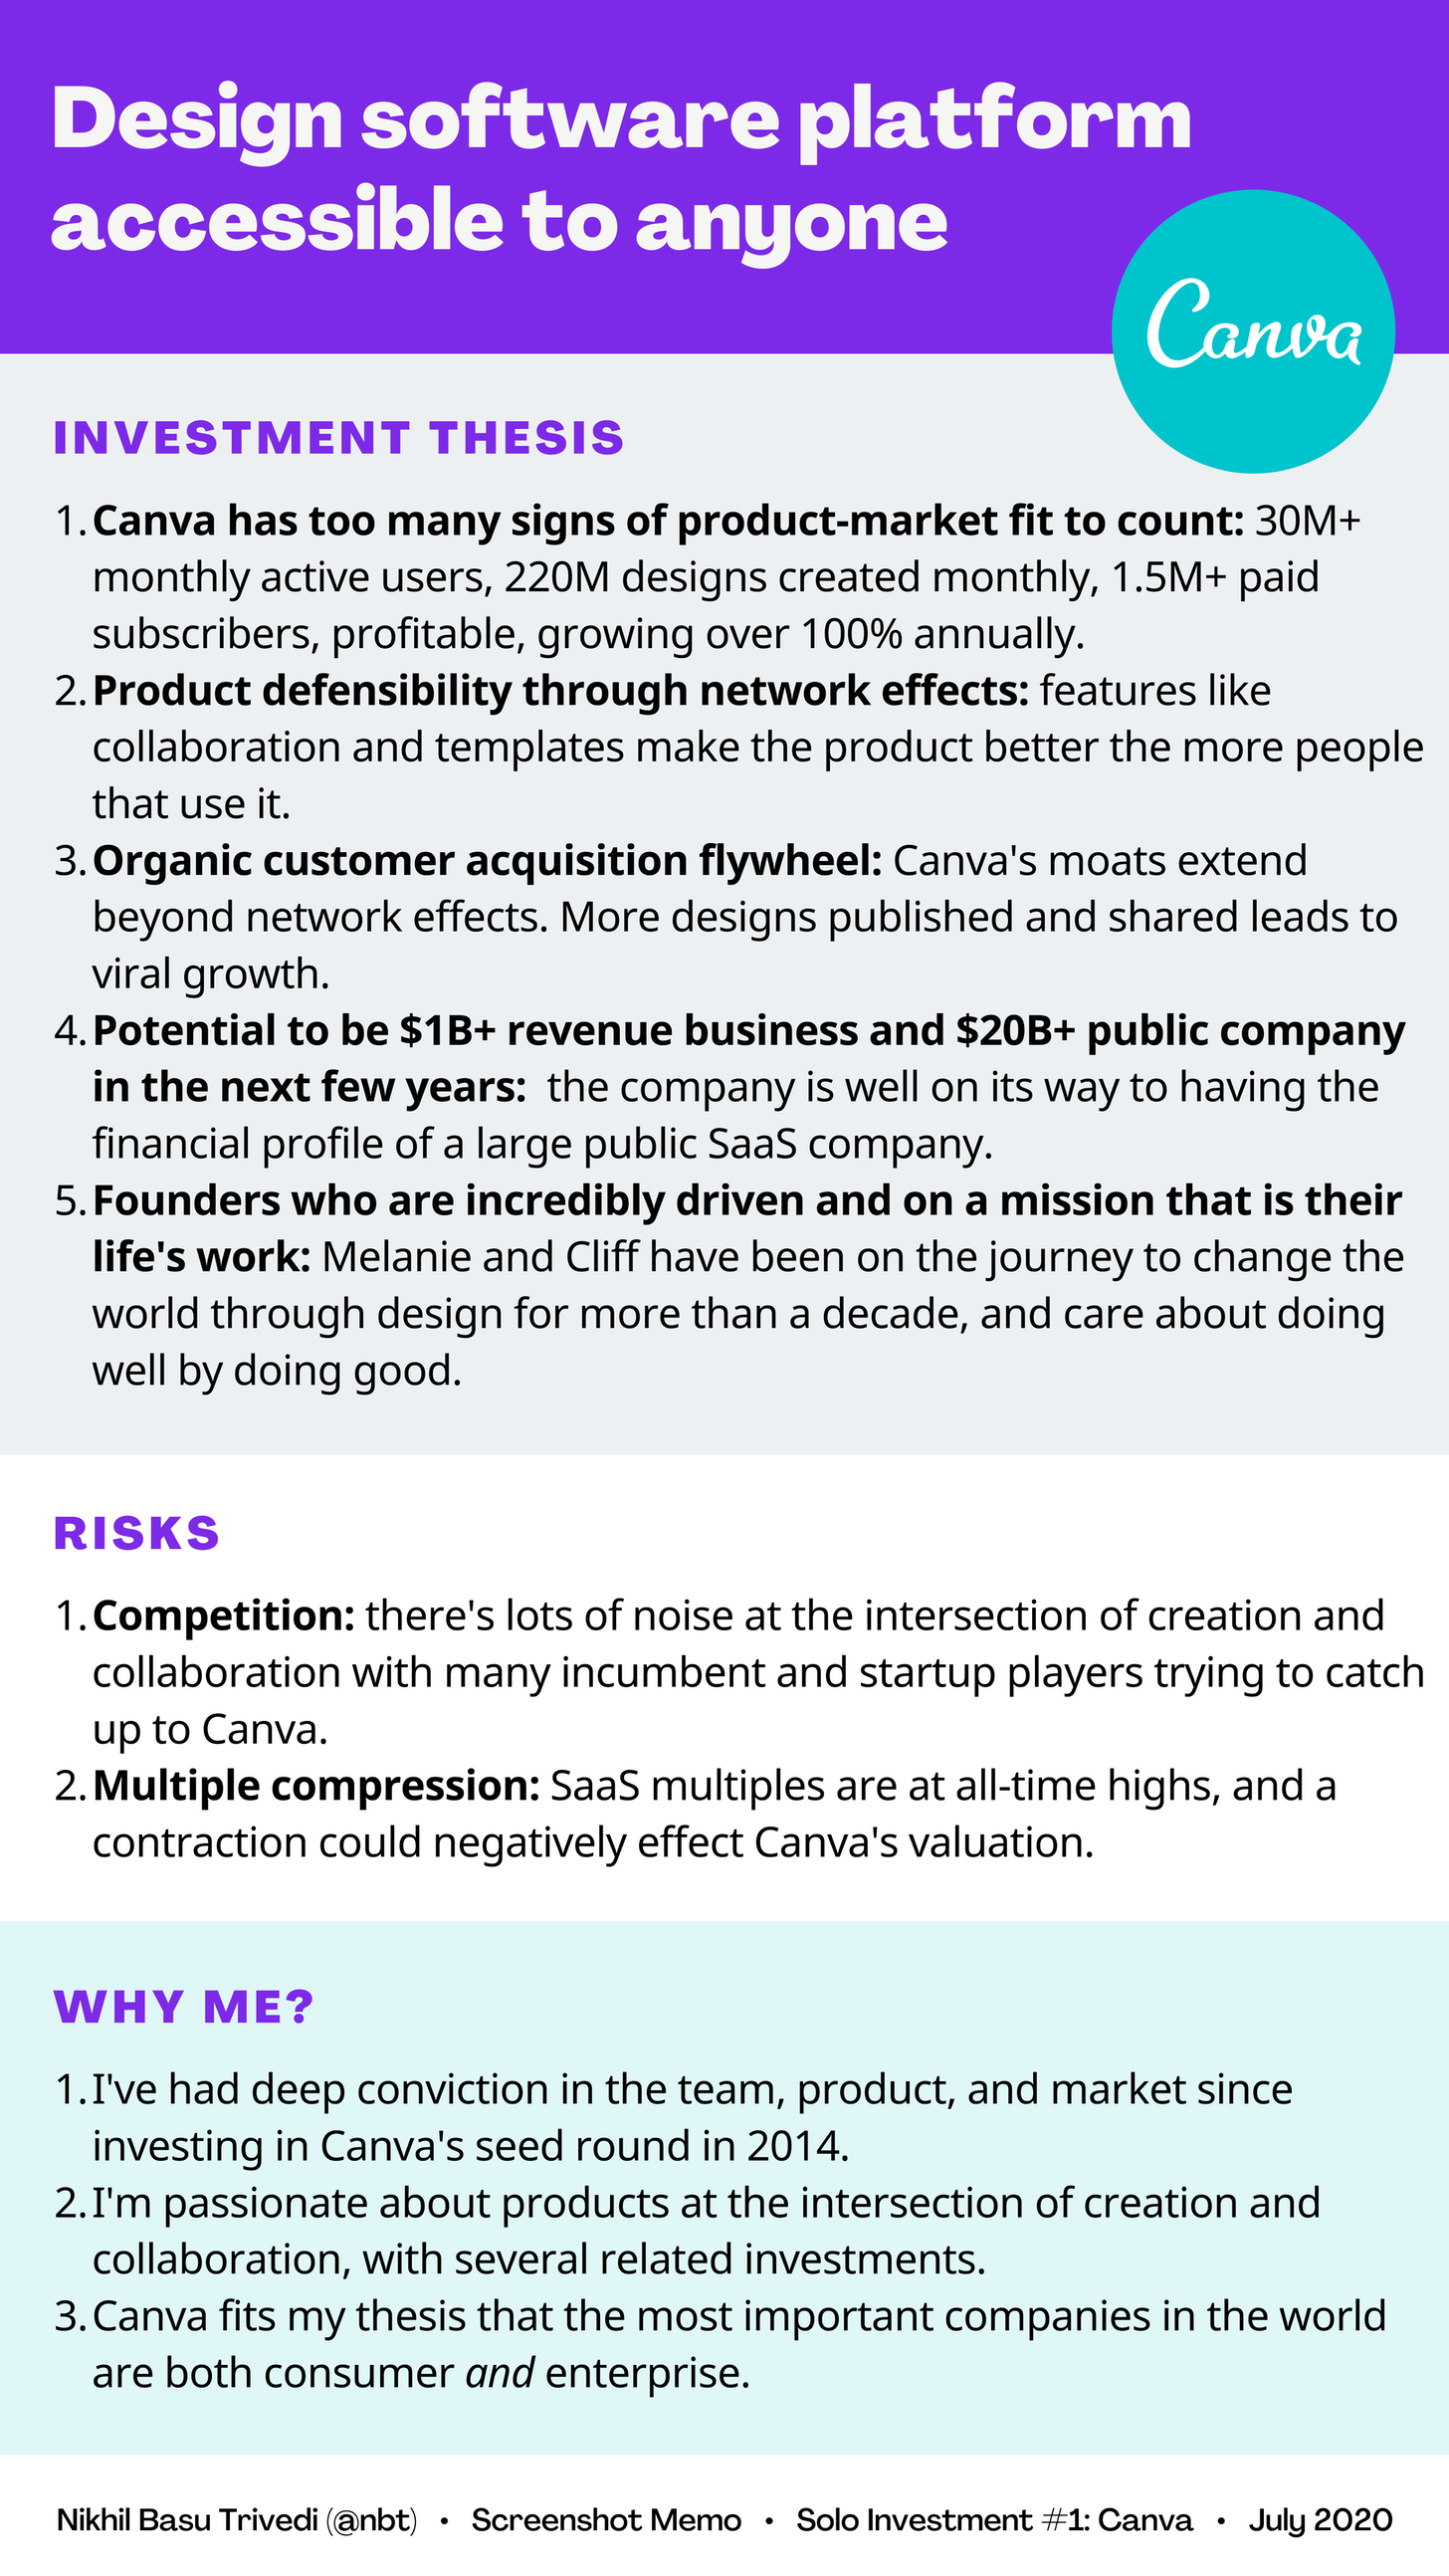 Design software platform
accessible to anyone
Canva
INVESTMENT THESIS
1. Canva has too many signs of product-market fit to count: 30M+
monthly active users, 220M designs created monthly, 1.5M+ paid
subscribers, profitable, growing over 100% annually.
2. Product defensibility through network effects: features like
collaboration and templates make the product better the more people
that use it.
3. Organic customer acquisition flywheel: Canva's moats extend
beyond network effects. More designs published and shared leads to
viral growth.
4. Potential to be $1B+ revenue business and $20B+ public company
in the next few years: the company is well on its way to having the
financial profile of a large public SaaS company.
5. Founders who are incredibly driven and on a mission that is their
life's work: Melanie and Cliff have been on the journey to change the
world through design for more than a decade, and care about doing
well by doing good.
RISKS
1. Competition: there's lots of noise at the intersection of creation and
collaboration with many incumbent and startup players trying to catch
up to Canva.
2. Multiple compression: SaaS multiples are at all-time highs, and a
contraction could negatively effect Canva's valuation.
WHY ME?
1. I've had deep conviction in the team, product, and market since
investing in Canva's seed round in 2014.
2. I'm passionate about products at the intersection of creation and
collaboration, with several related investments.
3. Canva fits my thesis that the most important companies in the world
are both consumer and enterprise.
Nikhil Basu Trivedi (@nbt) • Screenshot Memo • Solo Investment #1: Canva • July 2020